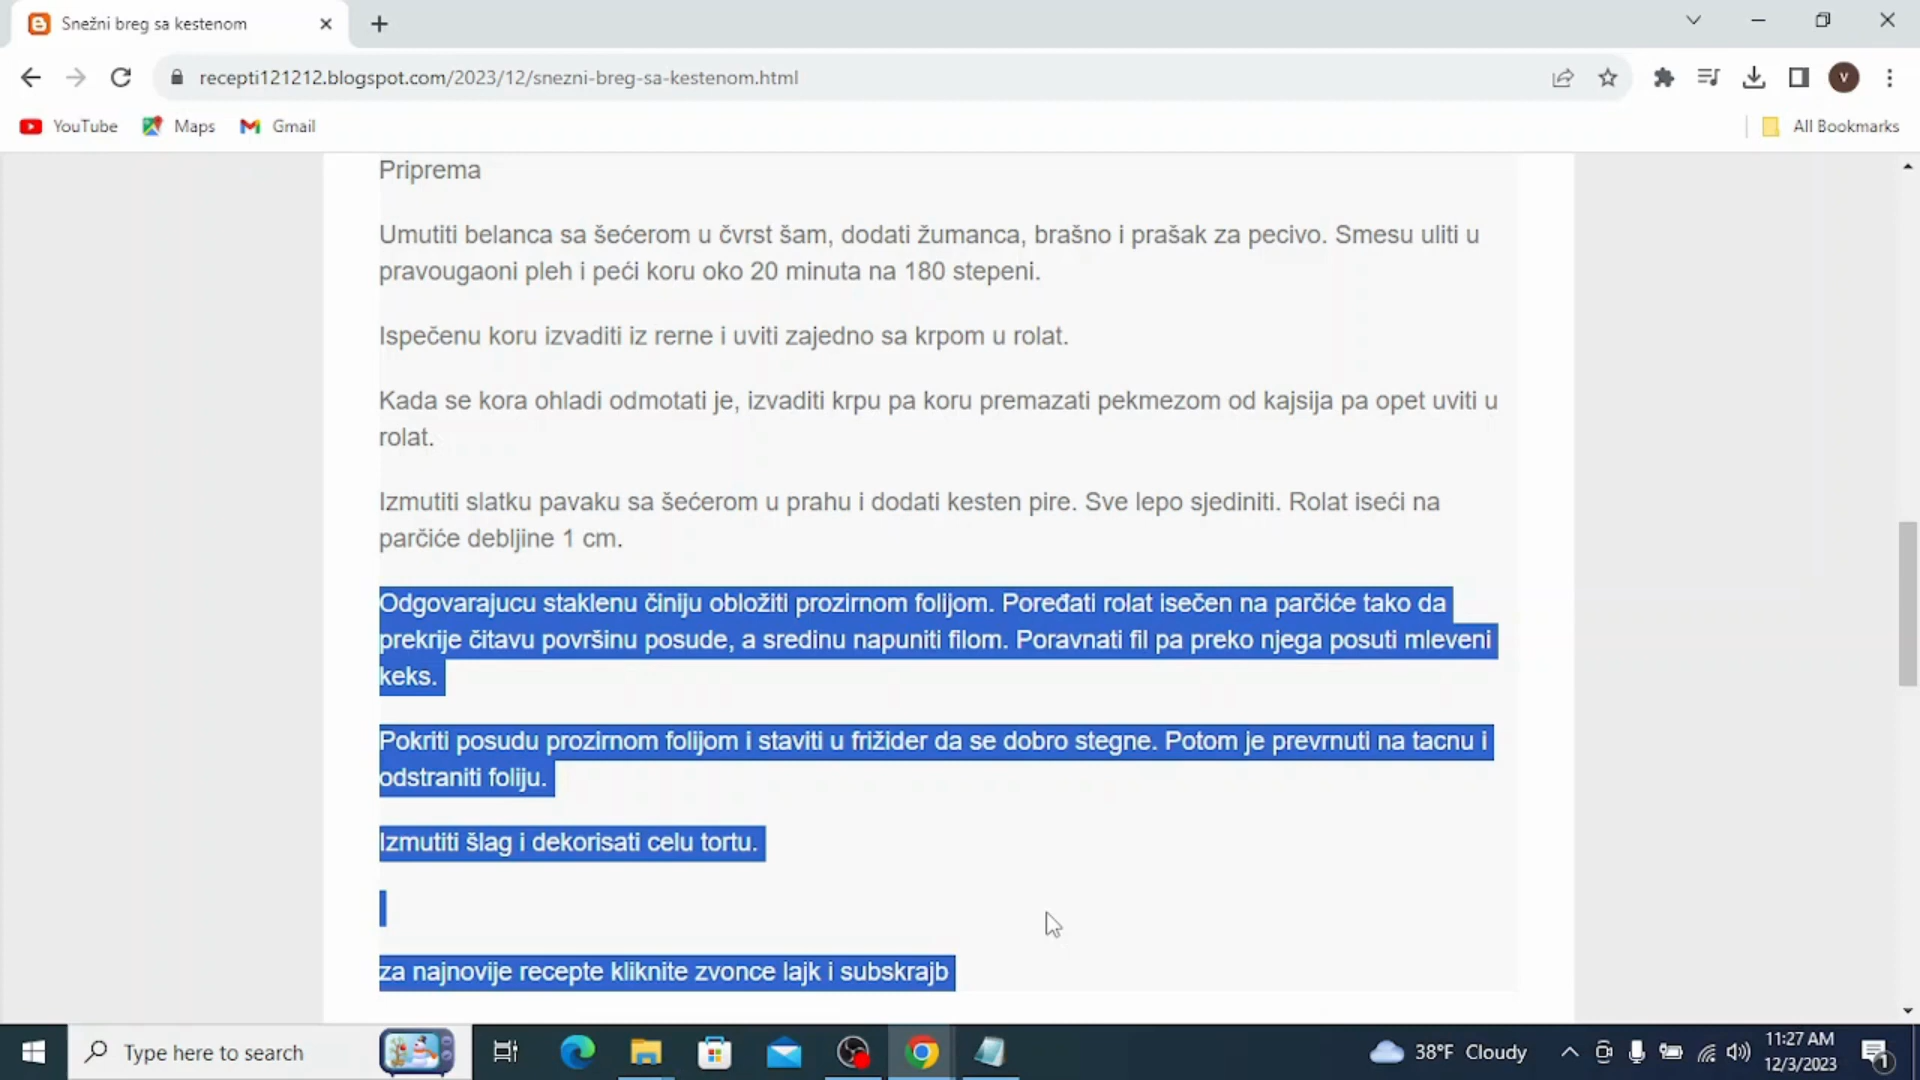 Snežni breg sa kestenom
recepti121212.blogspot.com/2023/12/snezni-breg-sa-kestenom.html
V
YouTube Maps Gmail All Bookmarks
Priprema
Umutiti belanca sa šećerom u čvrst šam, dodati žumanca, brašno i prašak za pecivo. Smesu uliti u
pravougaoni pleh i peći koru oko 20 minuta na 180 stepeni.
Ispečenu koru izvaditi iz rerne i uviti zajedno sa krpom u rolat.
Kada se kora ohladi odmotati je, izvaditi krpu pa koru premazati pekmezom od kajsija pa opet uviti u
rolat.
Izmutiti slatku pavaku sa šećerom u prahu i dodati kesten pire. Sve lepo sjediniti. Rolat iseći na
parčiće debljine 1 cm.
Odgovarajucu staklenu činiju obložiti prozirnom folijom. Poređati rolat isečen na parčiće tako da
prekrije čitavu površinu posude, a sredinu napuniti filom. Poravnati fil pa preko njega posuti mleveni
keks.
Pokriti posudu prozirnom folijom i staviti u frižider da se dobro stegne. Potom je prevrnuti na tacnu i
odstraniti foliju.
Izmutiti šlag i dekorisati celu tortu.
za najnovije recepte kliknite zvonce lajk i subskrajb
Type here to search
38°F Cloudy
11:27 AM
12/3/2023
1